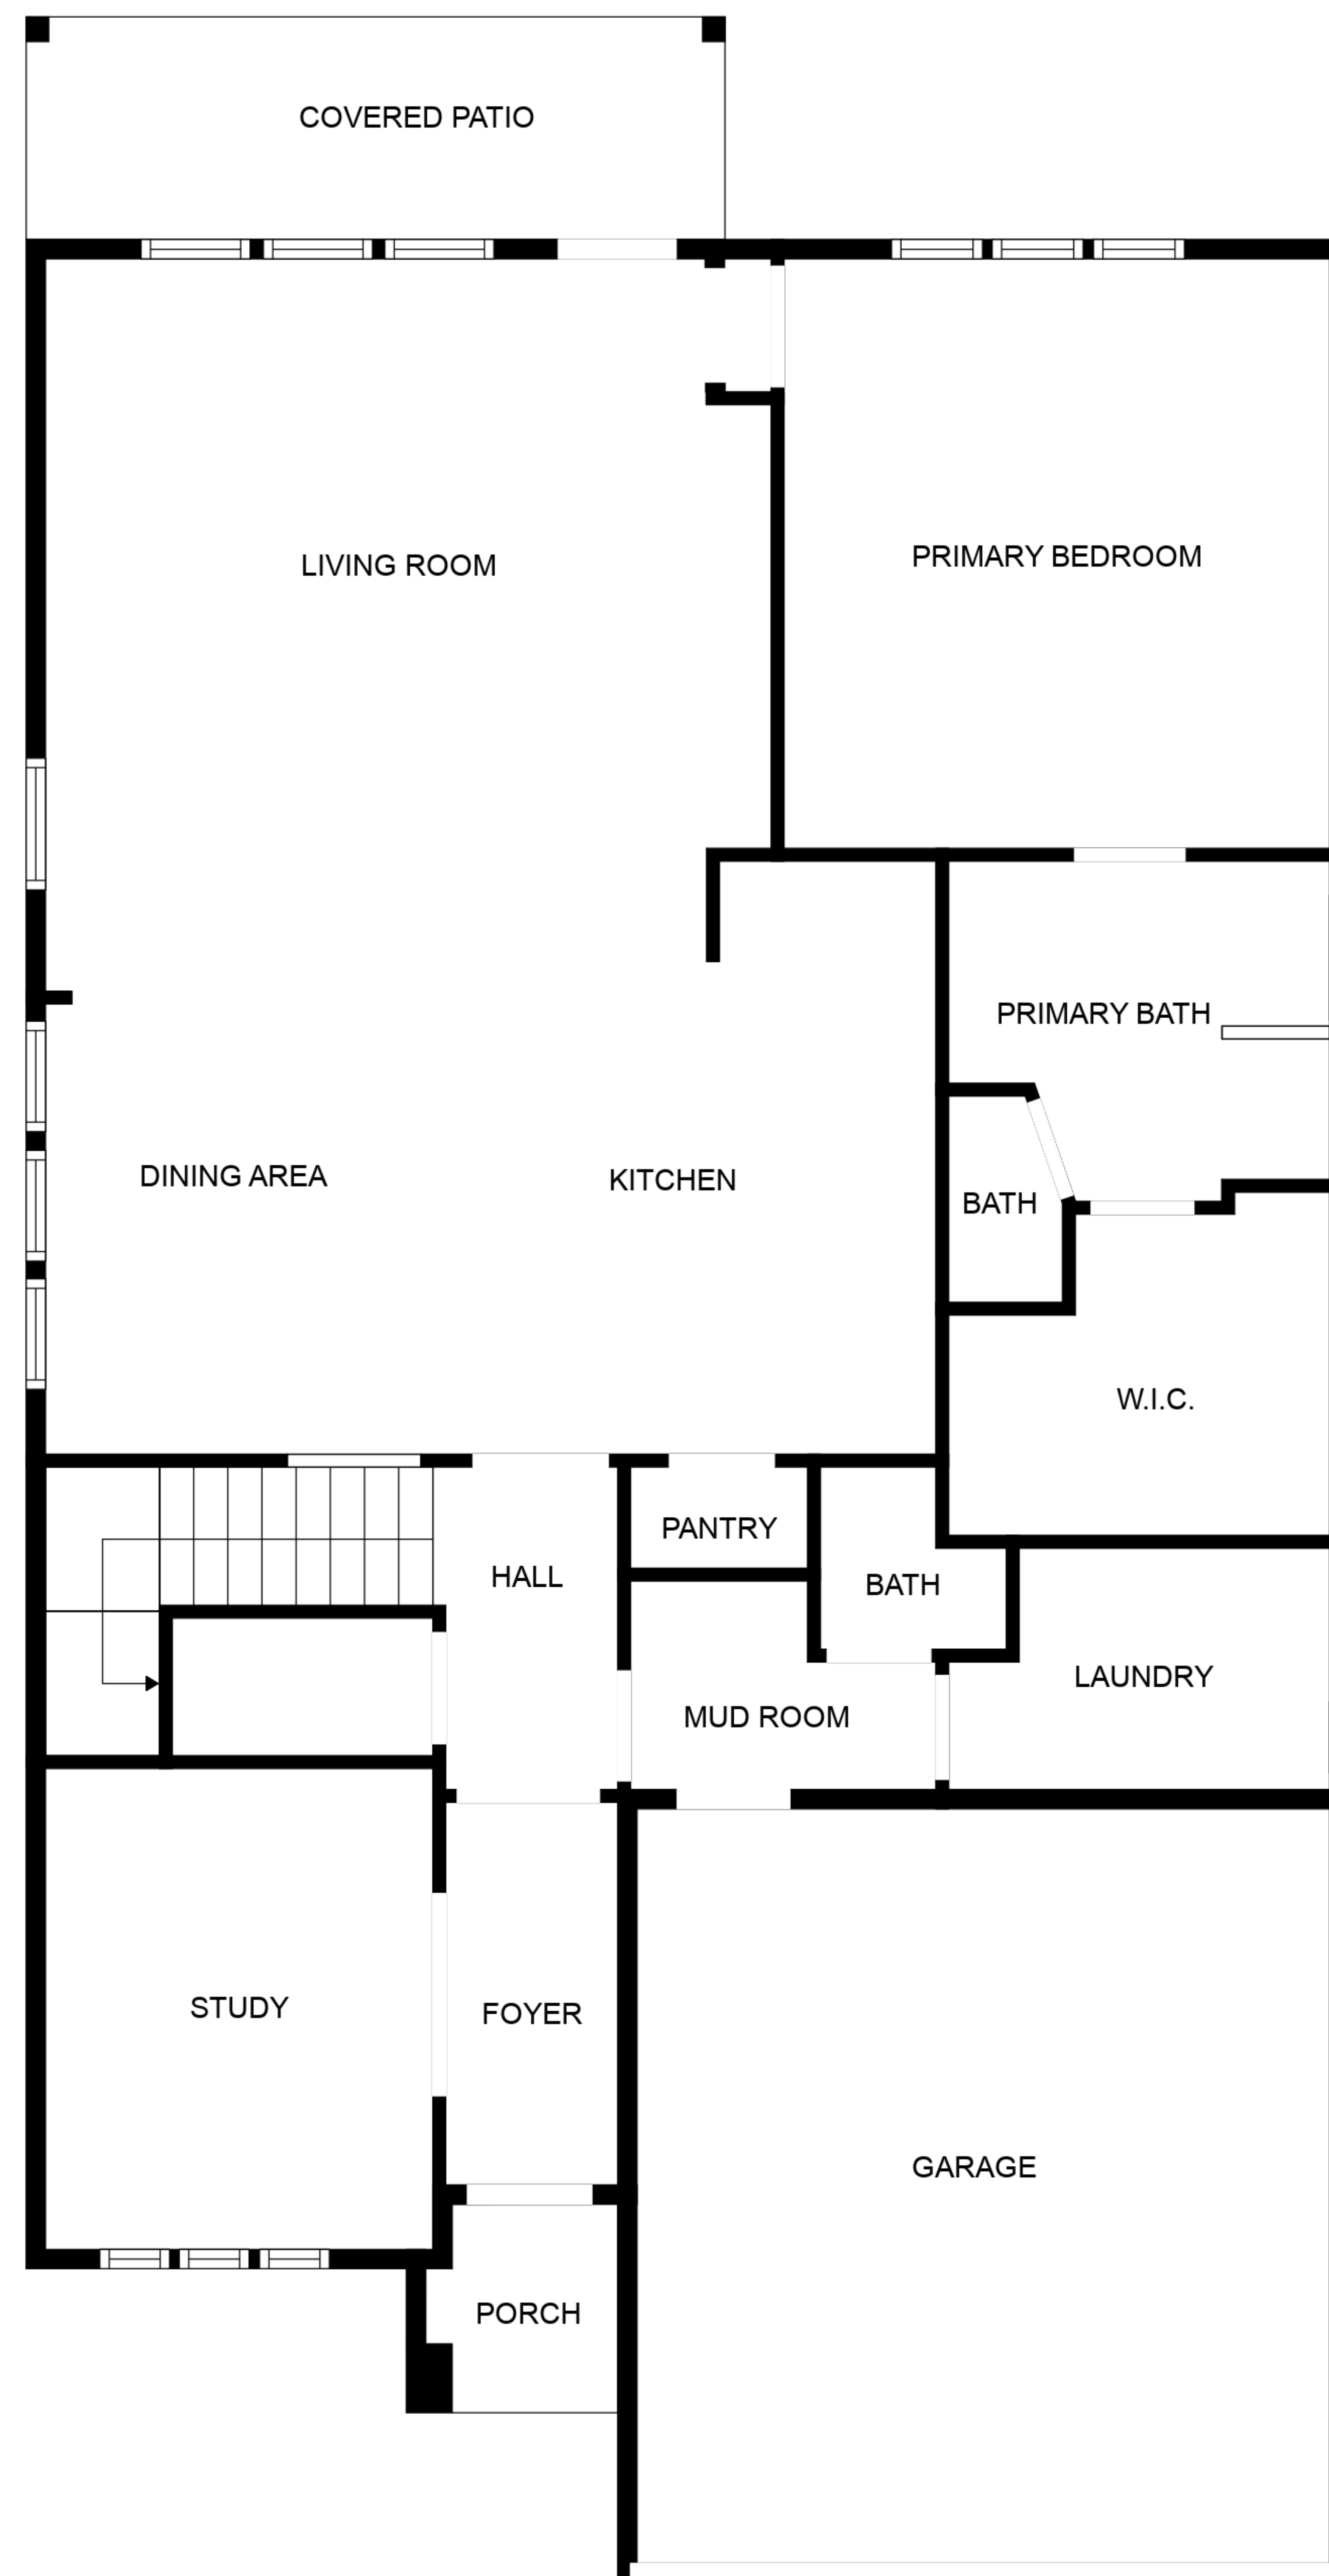 COVERED PATIO
LIVING ROOM
PRIMARY BEDROOM
PRIMARY BATH
DINING AREA
KITCHEN
BATH
W.I.C.
PANTRY
HALL
BATH
LAUNDRY
MUD ROOM
STUDY
FOYER
GARAGE
PORCH